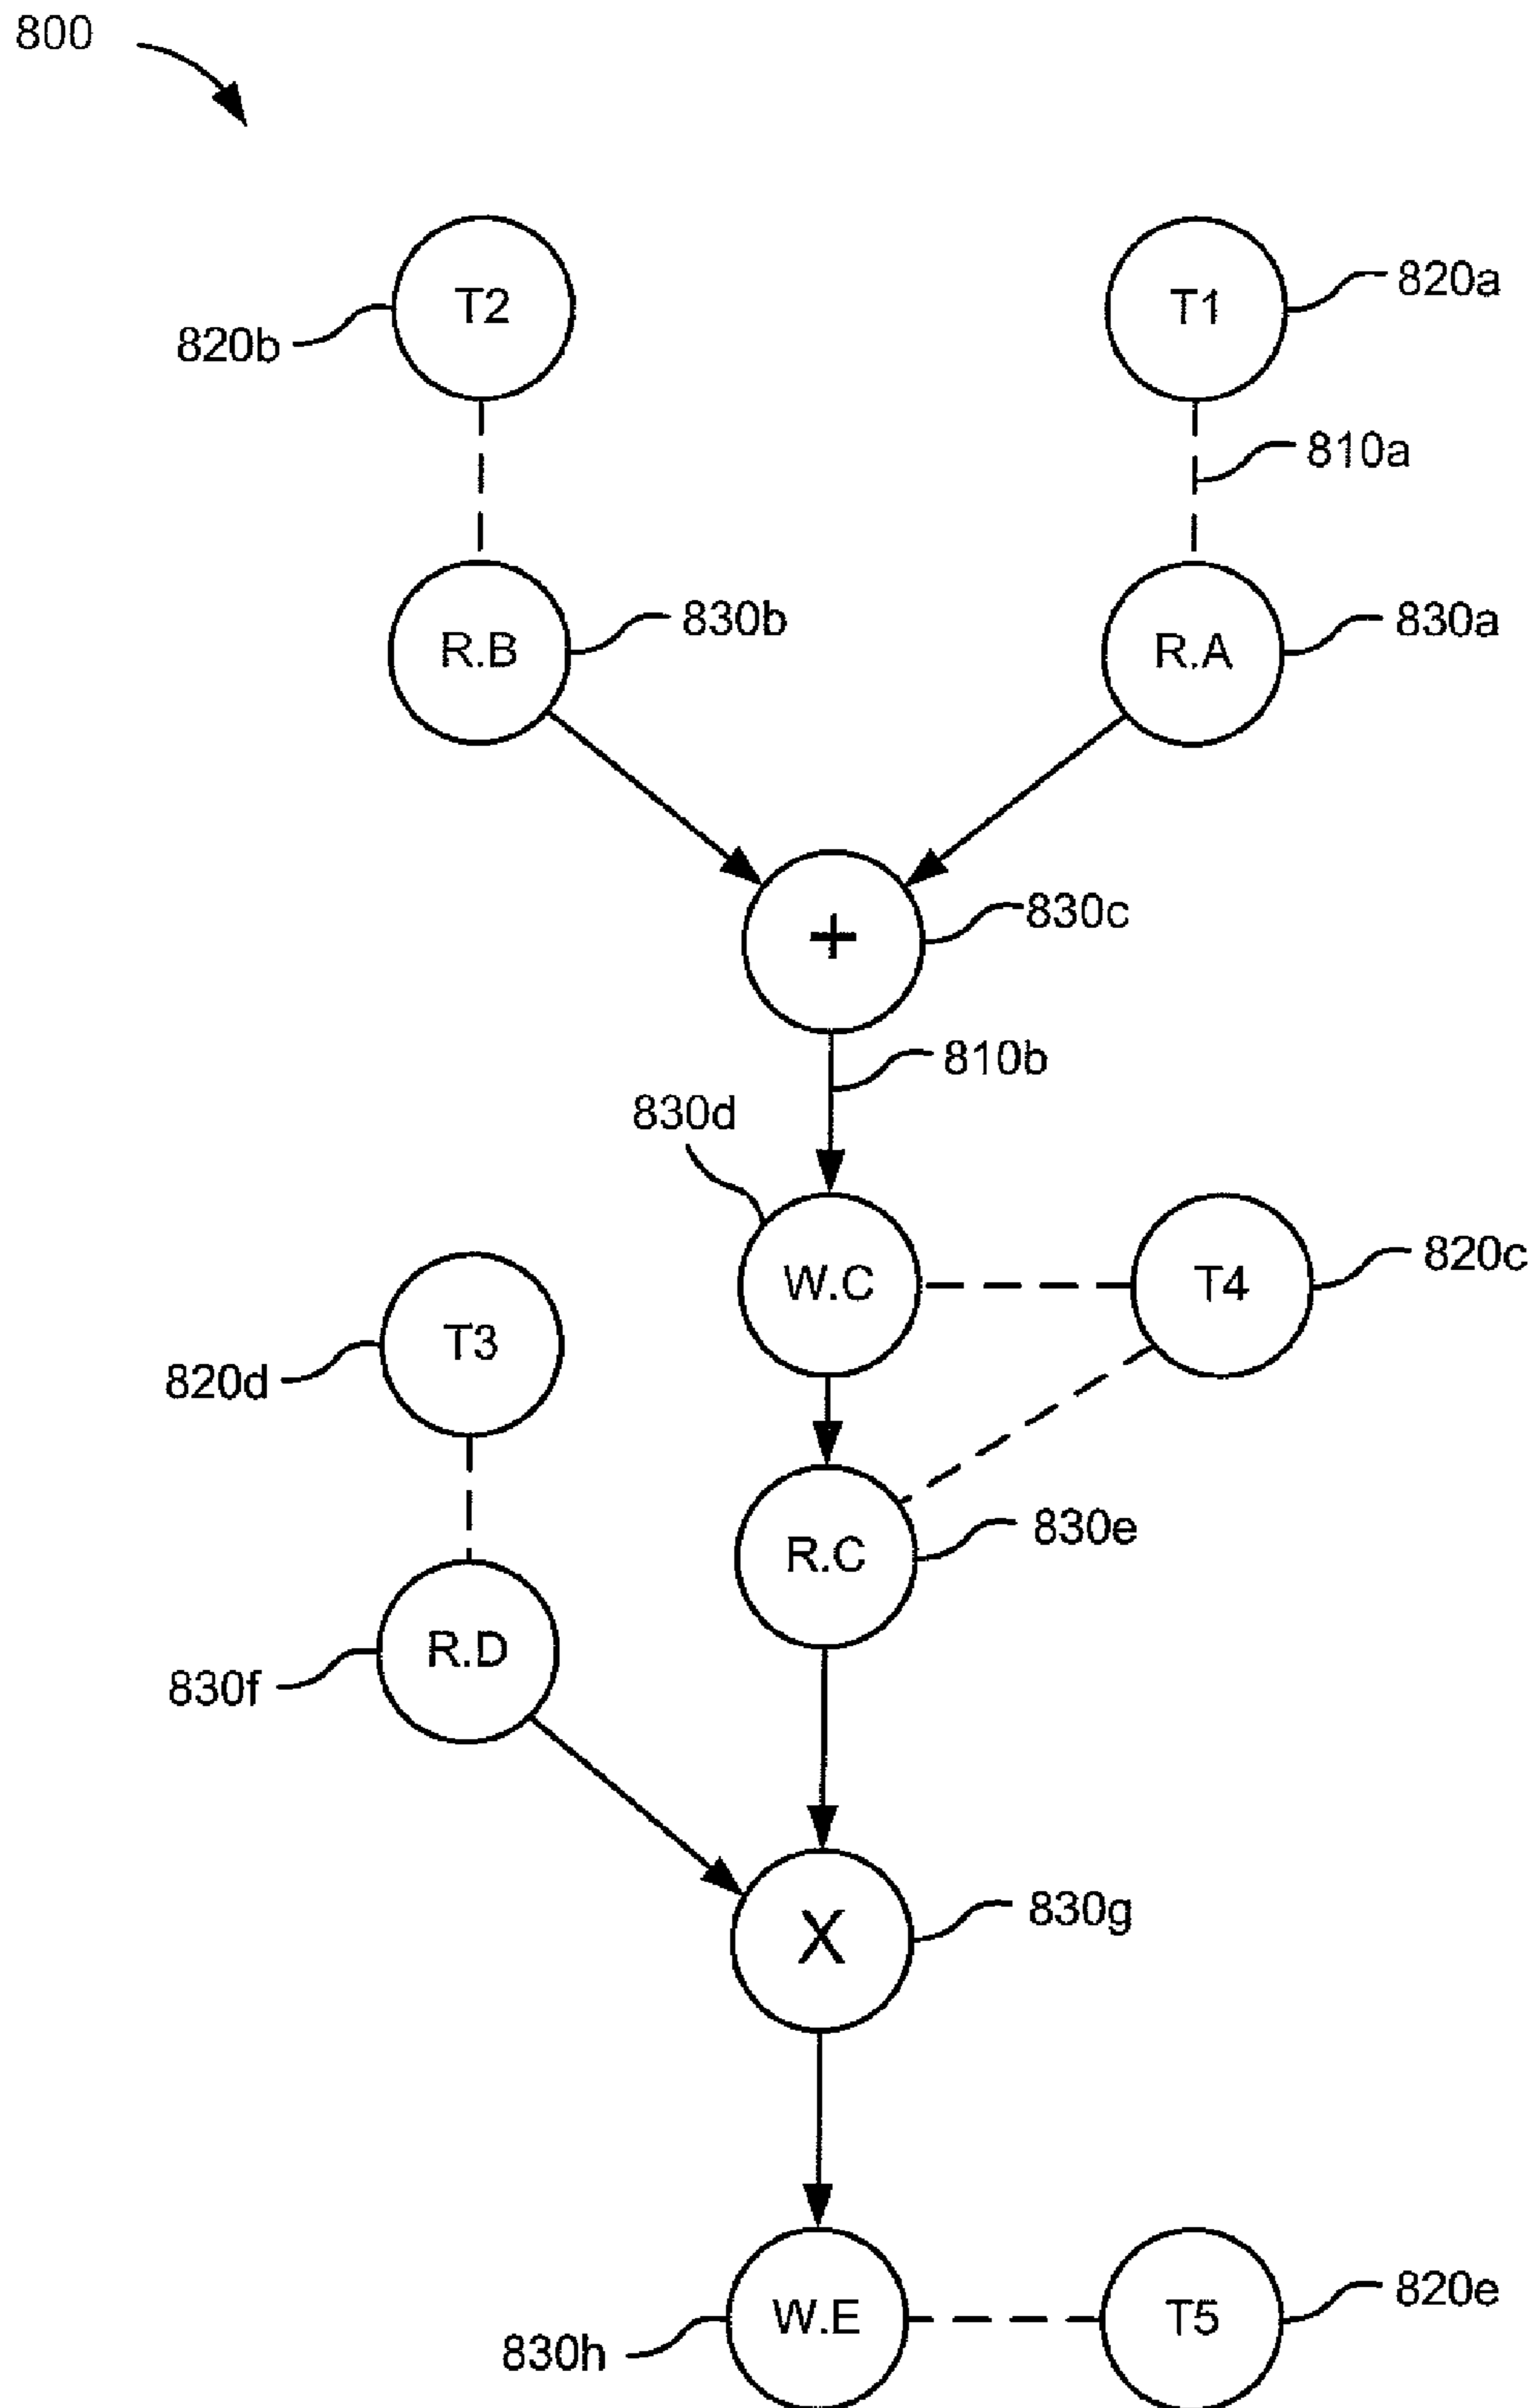 800
T2
T1
820a
820b
810a
R.B
830b
R.A
830a
+
830c
810b
830d
W.C
T4
820c
T3
820d
R.C
830e
R.D
830f
X
830g
W.E
T5
820e
830h